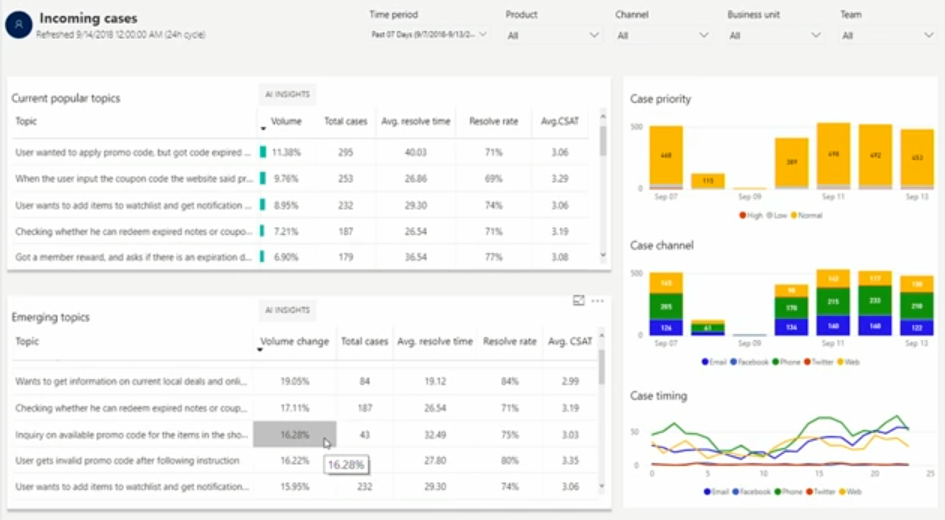 Incoming cases
Refreshed 9/14/2018 12:00:00 AM (24h cycle)
Time period
Past 07 Days (9/7/2018-9/13/2...
Product
All
Channel
All
Business unit
All
Team
All
Current popular topics
AI INSIGHTS
Topic Volume Total cases Avg. resolve time Resolve rate Avg.CSAT
User wanted to apply promo code, but got code expired ... 11.38% 295 40.03 71% 3.06
When the user input the coupon code the website said pr... 9.76% 253 26.86 69% 3.29
User wants to add items to watchlist and get notification ... 8.95% 232 29.30 74% 3.06
Checking whether he can redeem expired notes or coupo... 7.21% 187 26.54 71% 3.19
Got a member reward, and asks if there is an expiration d... 6.90% 179 36.54 77% 3.08
Emerging topics
AI INSIGHTS
Topic Volume change Total cases Avg. resolve time Resolve rate Avg. CSAT
Wants to get information on current local deals and onli... 19.05% 84 19.12 84% 2.99
Checking whether he can redeem expired notes or coup... 17.11% 187 26.54 71% 3.19
Inquiry on available promo code for the items in the sho... 16.28% 43 32.49 75% 3.03
User gets invalid promo code after following instruction 16.22% 27.80 80% 3.35
16.28%
User wants to add items to watchlist and get notification... 15.95% 232 29.30 74% 3.06
Case priority
500
0
468 115 389 498 492 453
Sep 07 Sep 09 Sep 11 Sep 13
High Low Normal
Case channel
500
0
165 98 142 117 130
205 61 170 215 233 210
126 134 160 160 122
Sep 07 Sep 09 Sep 11 Sep 13
Email Facebook Phone Twitter Web
Case timing
50
0
0 5 10 15 20 25
Email Facebook Phone Twitter Web